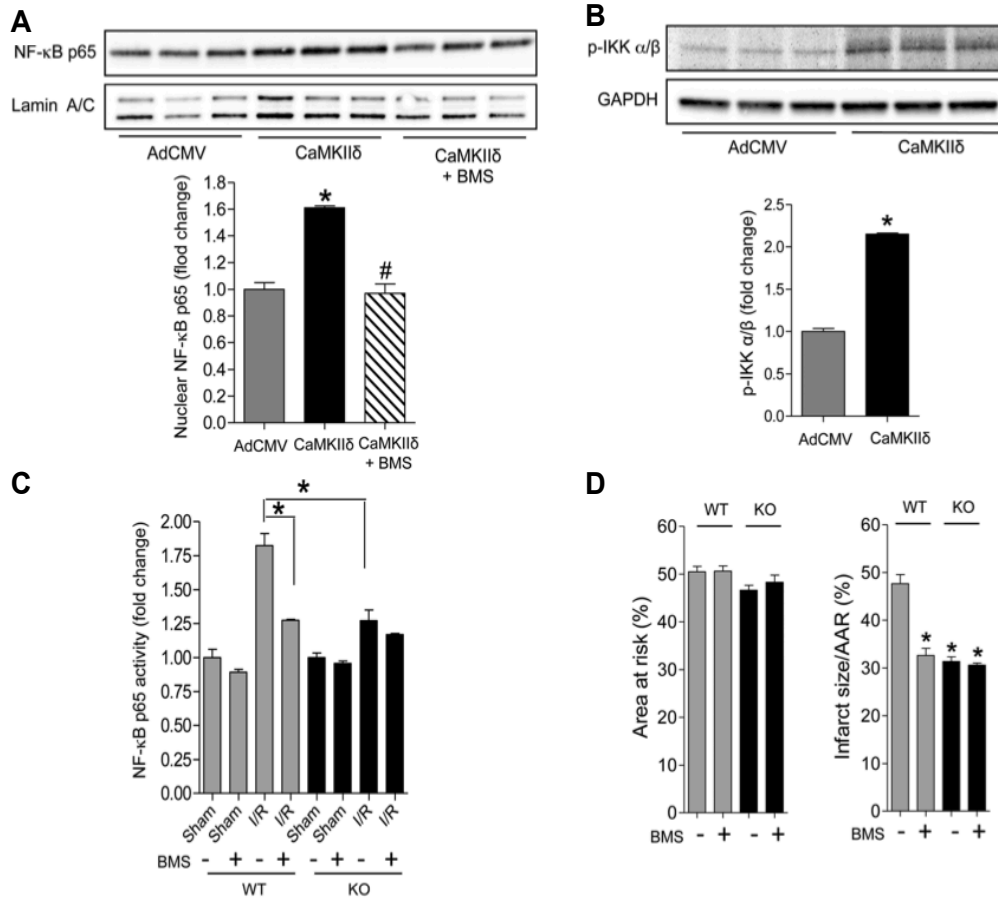 A
NF-κB p65
Lamin A/C
AdCMV CaMKIIδ CaMKIIδ + BMS
Nuclear NF-κB p65 (flod change)
1.8
1.6
1.4
1.2
1.0
0.8
0.6
0.4
0.2
0.0
*
#
AdCMV CaMKIIδ CaMKIIδ + BMS
B
p-IKK α/β
GAPDH
AdCMV CaMKIIδ
p-IKK α/β (fold change)
2.5
2.0
1.5
1.0
0.5
0.0
*
AdCMV CaMKIIδ
C
NF-κB p65 activity (fold change)
2.00
1.75
1.50
1.25
1.00
0.75
0.50
0.25
0.00
*
*
Sham Sham I/R I/R Sham Sham I/R I/R
BMS - + - + - + - +
WT KO
D
WT KO
Area at risk (%)
60
50
40
30
20
10
0
BMS - + - +
WT KO
Infarct size/AAR (%)
60
50
40
30
20
10
0
* * *
BMS - + - +